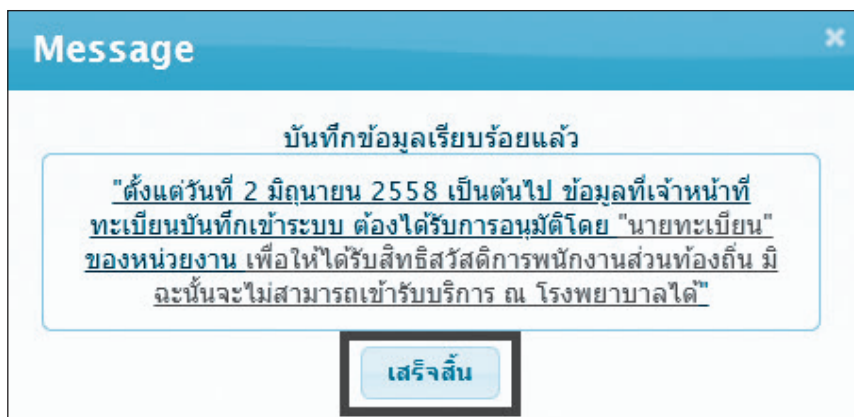 Message
บันทึกข้อมูลเรียบร้อยแล้ว
"ตั้งแต่วันที่ 2 มิถุนายน 2558 เป็นต้นไป ข้อมูลที่เจ้าหน้าที่
ทะเบียนบันทึกเข้าระบบ ต้องได้รับการอนุมัติโดย "นายทะเบียน"
ของหน่วยงาน เพื่อให้ได้รับสิทธิสวัสดิการพนักงานส่วนท้องถิ่น มิ
ฉะนั้นจะไม่สามารถเข้ารับบริการ ณ โรงพยาบาลได้"
เสร็จสิ้น